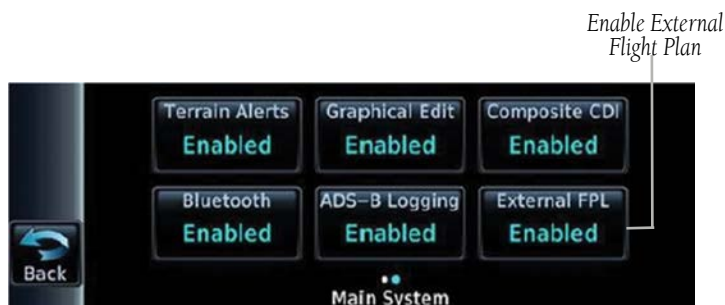 Enable External
Flight Plan
Terrain Alerts
Enabled
Graphical Edit
Enabled
Composite CDI
Enabled
Bluetooth
Enabled
ADS-B Logging
Enabled
External FPL
Enabled
Back
Main System